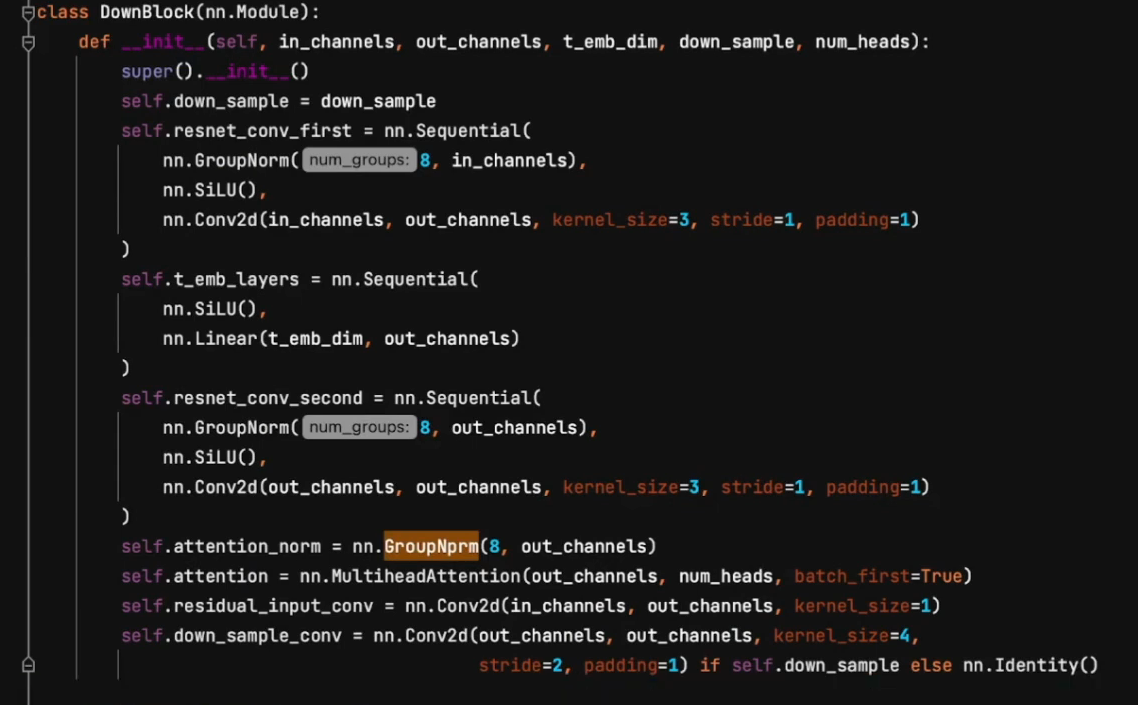 class DownBlock(nn.Module):
    def __init__(self, in_channels, out_channels, t_emb_dim, down_sample, num_heads):
        super().__init__()
        self.down_sample = down_sample
        self.resnet_conv_first = nn.Sequential(
            nn.GroupNorm( num_groups: 8, in_channels),
            nn.SiLU(),
            nn.Conv2d(in_channels, out_channels, kernel_size=3, stride=1, padding=1)
        )
        self.t_emb_layers = nn.Sequential(
            nn.SiLU(),
            nn.Linear(t_emb_dim, out_channels)
        )
        self.resnet_conv_second = nn.Sequential(
            nn.GroupNorm( num_groups: 8, out_channels),
            nn.SiLU(),
            nn.Conv2d(out_channels, out_channels, kernel_size=3, stride=1, padding=1)
        )
        self.attention_norm = nn.GroupNprm(8, out_channels)
        self.attention = nn.MultiheadAttention(out_channels, num_heads, batch_first=True)
        self.residual_input_conv = nn.Conv2d(in_channels, out_channels, kernel_size=1)
        self.down_sample_conv = nn.Conv2d(out_channels, out_channels, kernel_size=4,
                                          stride=2, padding=1) if self.down_sample else nn.Identity()